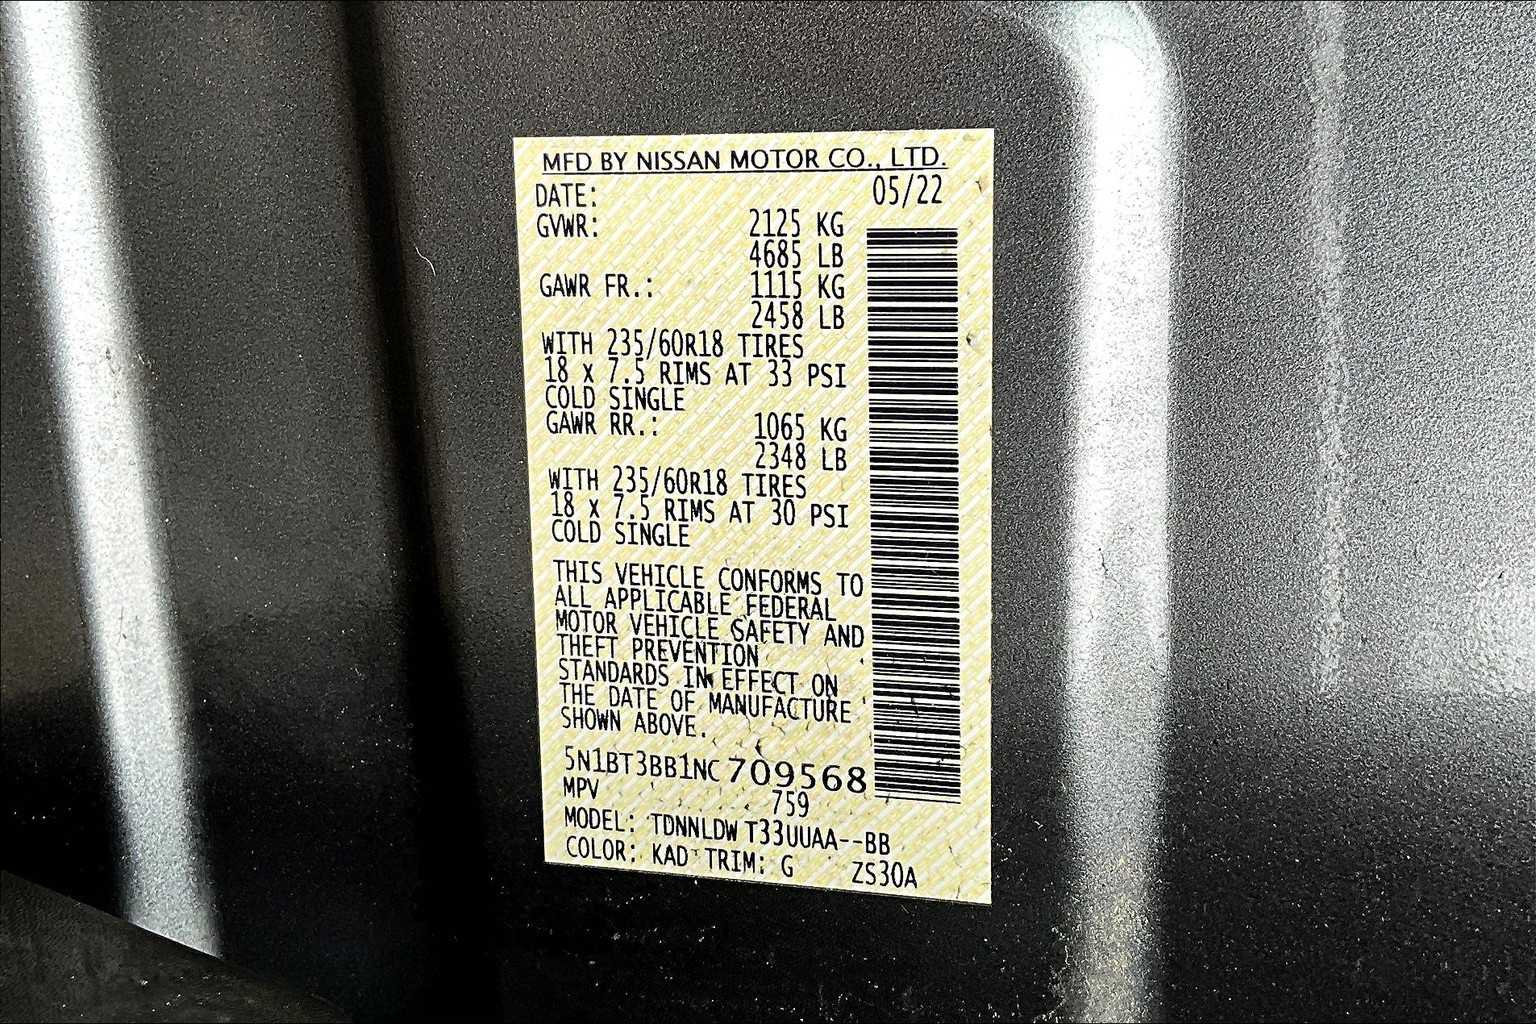 MFD BY NISSAN MOTOR CO., LTD.
DATE: 05/22
GVWR: 2125 KG
4685 LB
GAWR FR.: 1115 KG
2458 LB
WITH 235/60R18 TIRES
18 x 7.5 RIMS AT 33 PSI
COLD SINGLE
GAWR RR.: 1065 KG
2348 LB
WITH 235/60R18 TIRES
18 x 7.5 RIMS AT 30 PSI
COLD SINGLE
THIS VEHICLE CONFORMS TO
ALL APPLICABLE FEDERAL
MOTOR VEHICLE SAFETY AND
THEFT PREVENTION
STANDARDS IN EFFECT ON
THE DATE OF MANUFACTURE
SHOWN ABOVE.
5N1BT3BB1NC709568
MPV 759
MODEL: TDNNLDW T33UUAA--BB
COLOR: KAD TRIM: G ZS30A